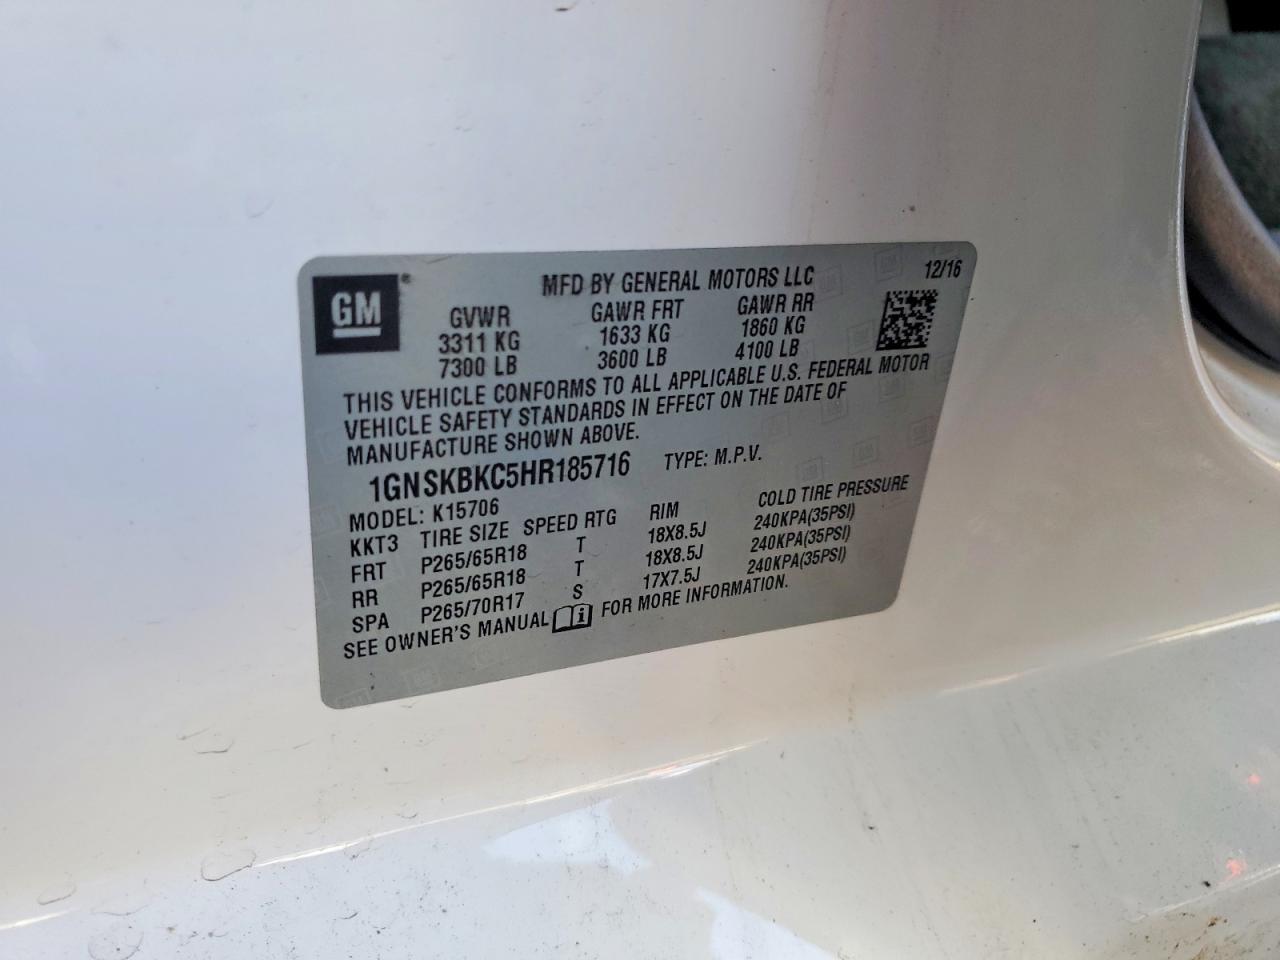 GM®
MFD BY GENERAL MOTORS LLC 12/16
GVWR GAWR FRT GAWR RR
3311 KG 1633 KG 1860 KG
7300 LB 3600 LB 4100 LB
THIS VEHICLE CONFORMS TO ALL APPLICABLE U.S. FEDERAL MOTOR
VEHICLE SAFETY STANDARDS IN EFFECT ON THE DATE OF
MANUFACTURE SHOWN ABOVE.
1GNSKBKC5HR185716 TYPE: M.P.V.
MODEL: K15706
KKT3 TIRE SIZE SPEED RTG RIM COLD TIRE PRESSURE
FRT P265/65R18 T 18X8.5J 240KPA(35PSI)
RR P265/65R18 T 18X8.5J 240KPA(35PSI)
SPA P265/70R17 S 17X7.5J 240KPA(35PSI)
SEE OWNER'S MANUAL FOR MORE INFORMATION.